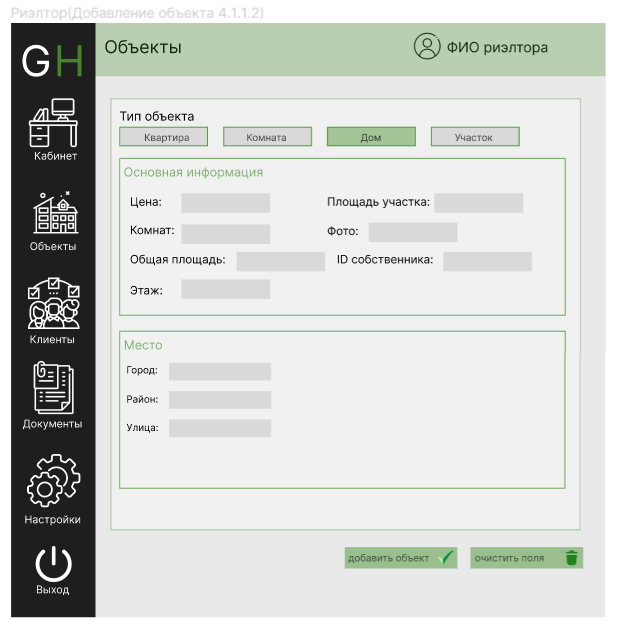 Риэлтор(Добавление объекта 4.1.1.2)
GH
Объекты
ФИО риэлтора
Кабинет
Объекты
Клиенты
Документы
Настройки
Выход
Тип объекта
Квартира Комната Дом Участок
Основная информация
Цена: Площадь участка:
Комнат: Фото:
Общая площадь: ID собственника:
Этаж:
Место
Город:
Район:
Улица:
добавить объект очистить поля